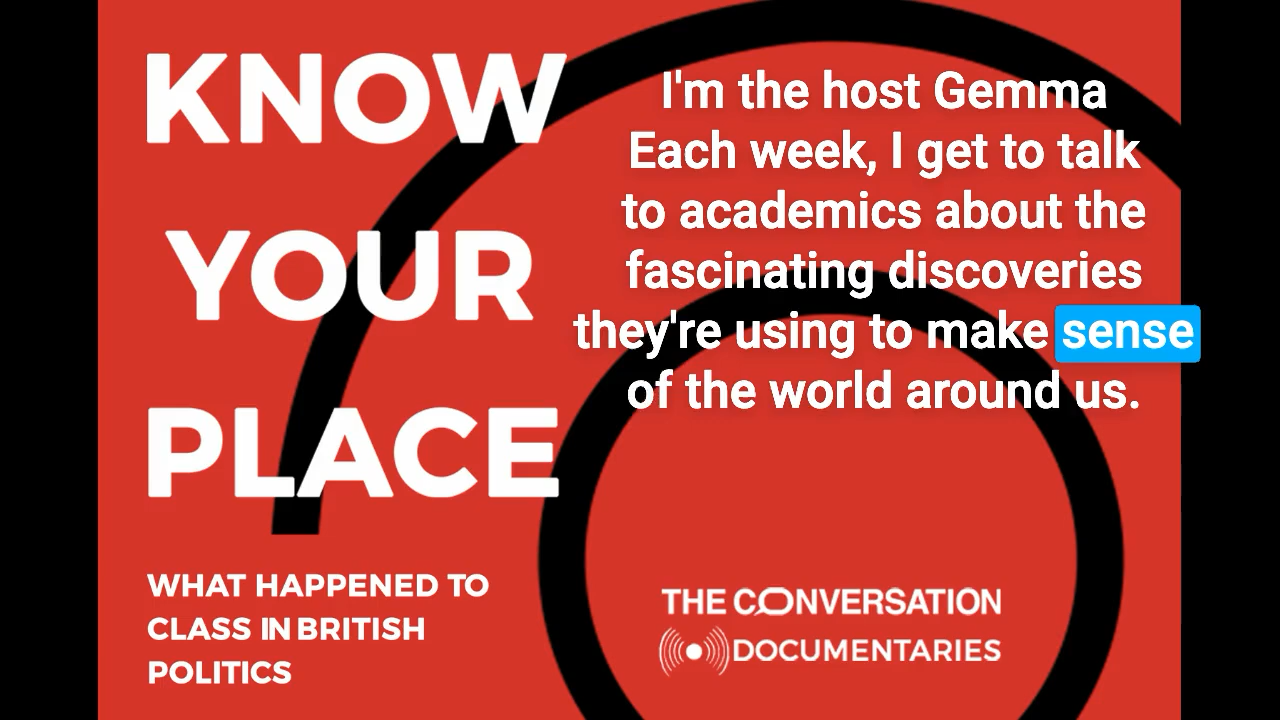 KNOW
YOUR
PLACE
WHAT HAPPENED TO
CLASS IN BRITISH
POLITICS
I'm the host Gemma
Each week, I get to talk
to academics about the
fascinating discoveries
they're using to make sense
of the world around us.
THE CONVERSATION
DOCUMENTARIES